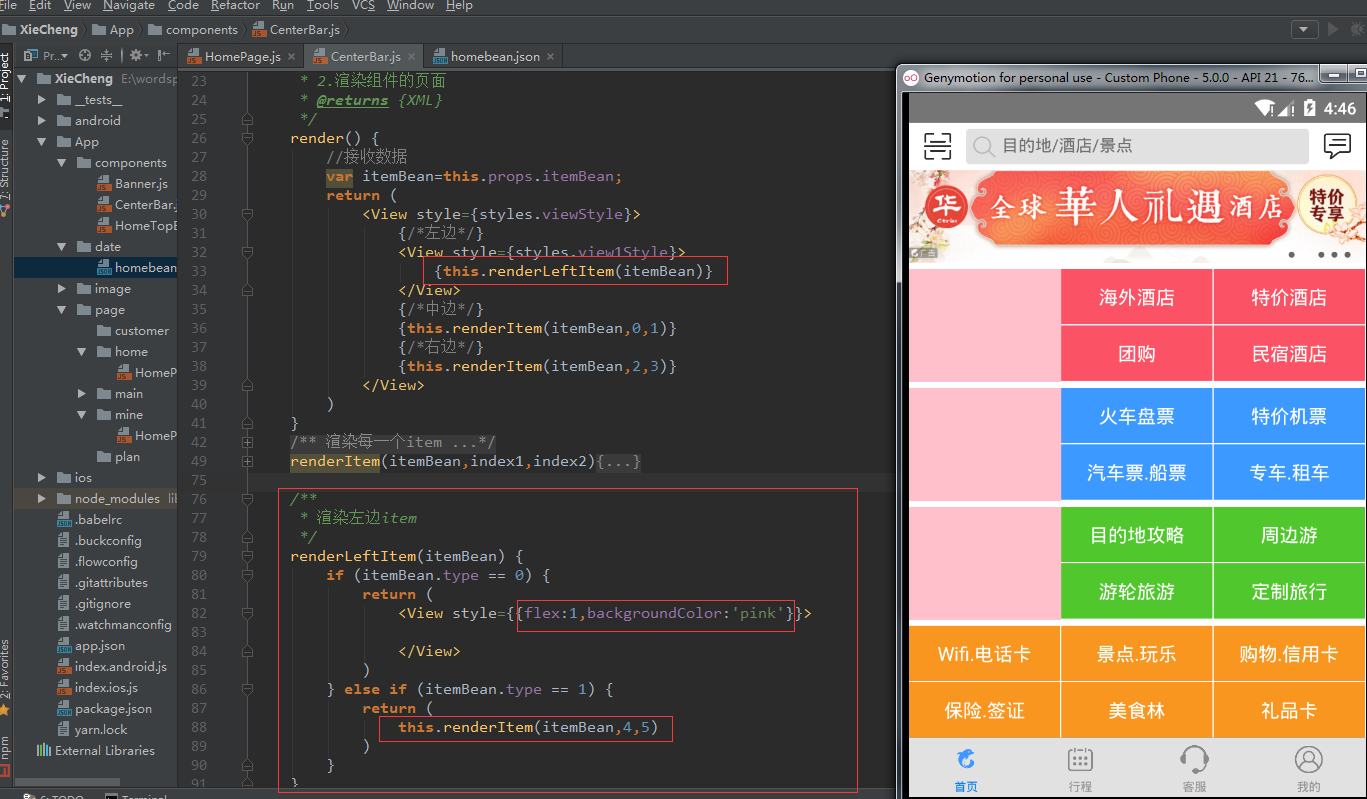 File Edit View Navigate Code Refactor Run Tools VCS Window Help
XieCheng App components CenterBar.js
Pr... HomePage.js CenterBar.js homebean.json
1: Project
7: Structure
2: Favorites
npm
XieCheng E:\wordsp
__tests__
android
App
components
Banner.js
CenterBar.
HomeTopE
date
homebean
image
page
customer
home
HomeP
main
mine
HomeP
plan
ios
node_modules lib
.babelrc
.buckconfig
.flowconfig
.gitattributes
.gitignore
.watchmanconfig
app.json
index.android.js
index.ios.js
package.json
yarn.lock
External Libraries
23 * 2.渲染组件的页面
24 * @returns {XML}
25 */
26 render() {
27 //接收数据
28 var itemBean=this.props.itemBean;
29 return (
30 <View style={styles.viewStyle}>
31 {/*左边*/}
32 <View style={styles.view1Style}>
33 {this.renderLeftItem(itemBean)}
34 </View>
35 {/*中边*/}
36 {this.renderItem(itemBean,0,1)}
37 {/*右边*/}
38 {this.renderItem(itemBean,2,3)}
39 </View>
40 )
41 }
42 /** 渲染每一个item ...*/
49 renderItem(itemBean,index1,index2){...}
75
76 /**
77 * 渲染左边item
78 */
79 renderLeftItem(itemBean) {
80 if (itemBean.type == 0) {
81 return (
82 <View style={{flex:1,backgroundColor:'pink'}}>
83
84 </View>
85 )
86 } else if (itemBean.type == 1) {
87 return (
88 this.renderItem(itemBean,4,5)
89 )
90 }
91 }
6: TODO Terminal
Genymotion for personal use - Custom Phone - 5.0.0 - API 21 - 76...
4:46
目的地/酒店/景点
华 全球華人礼遇酒店 特价
专享
广告
海外酒店 特价酒店
团购 民宿酒店
火车盘票 特价机票
汽车票.船票 专车.租车
目的地攻略 周边游
游轮旅游 定制旅行
Wifi.电话卡 景点.玩乐 购物.信用卡
保险.签证 美食林 礼品卡
首页 行程 客服 我的